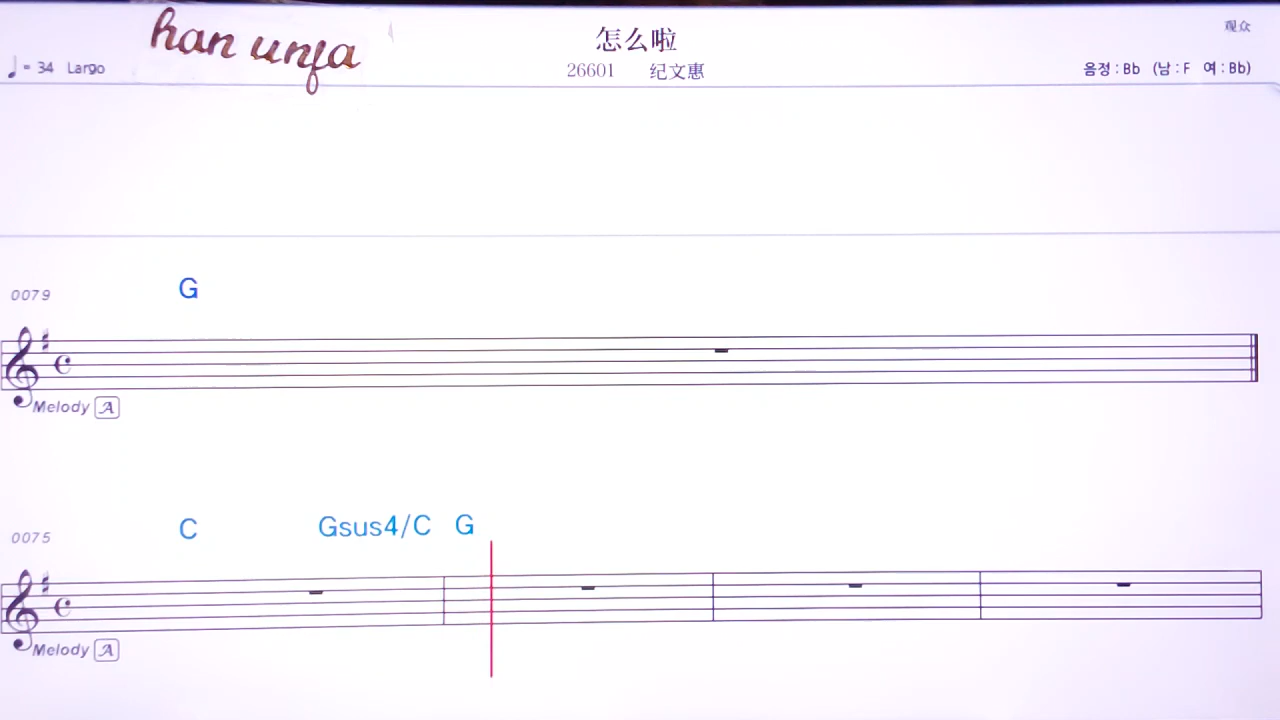 han unfa
怎么啦
观众
♩= 34 Largo
26601 纪文惠
음정 : Bb (남 : F 여 : Bb)
G
0079
Melody A
C Gsus4/C G
0075
Melody A